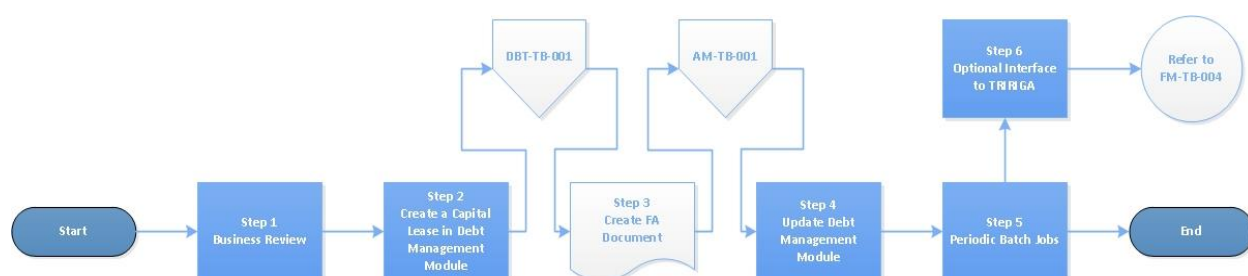 DBT-TB-001
AM-TB-001
Step 6
Optional Interface
to TRIRIGA
Refer to
FM-TB-004
Start
Step 1
Business Review
Step 2
Create a Capital
Lease in Debt
Management
Module
Step 3
Create FA
Document
Step 4
Update Debt
Management
Module
Step 5
Periodic Batch Jobs
End